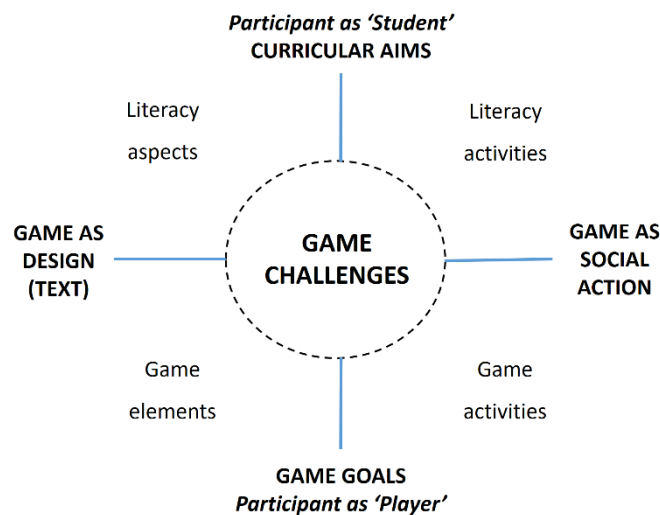 Participant as 'Student'
CURRICULAR AIMS
Literacy
aspects
Literacy
activities
GAME AS
DESIGN
(TEXT)
GAME
CHALLENGES
GAME AS
SOCIAL
ACTION
Game
elements
Game
activities
GAME GOALS
Participant as 'Player'